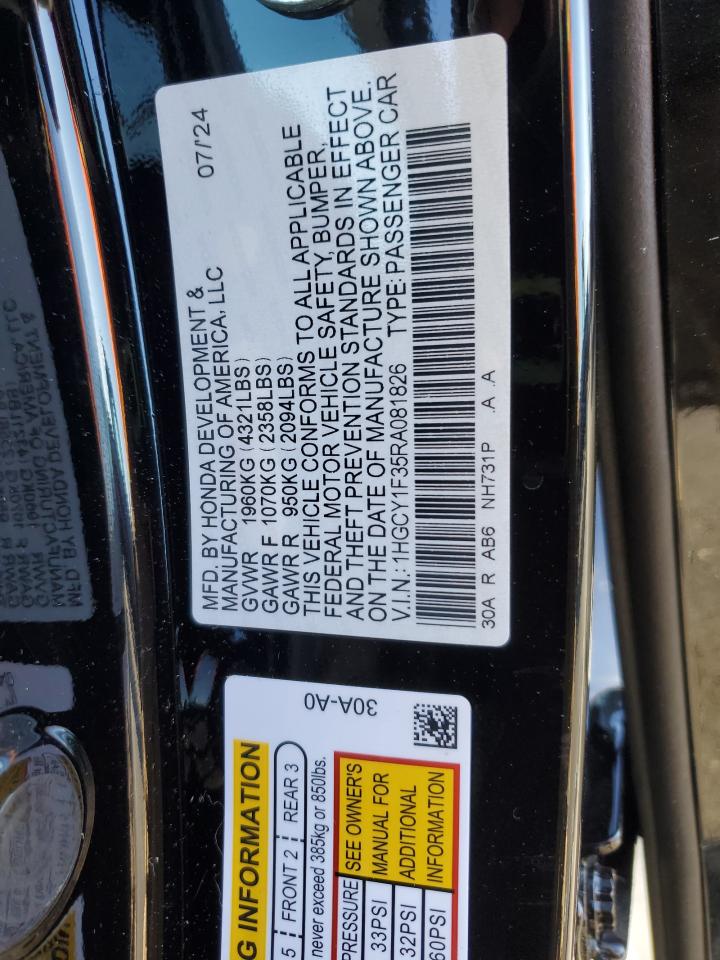 MFD. BY HONDA DEVELOPMENT & 07/'24
MANUFACTURING OF AMERICA, LLC
GVWR 1960KG (4321LBS)
GAWR F 1070KG (2358LBS)
GAWR R 950KG (2094LBS)
THIS VEHICLE CONFORMS TO ALL APPLICABLE
FEDERAL MOTOR VEHICLE SAFETY, BUMPER,
AND THEFT PREVENTION STANDARDS IN EFFECT
ON THE DATE OF MANUFACTURE SHOWN ABOVE.
V.I.N.: 1HGCY1F35RA081826 TYPE: PASSENGER CAR
30A R AB6 NH731P .A .A
G INFORMATION 30A-A0
5 FRONT 2 REAR 3
never exceed 385kg or 850lbs.
PRESSURE SEE OWNER'S
33PSI MANUAL FOR
32PSI ADDITIONAL
60PSI INFORMATION